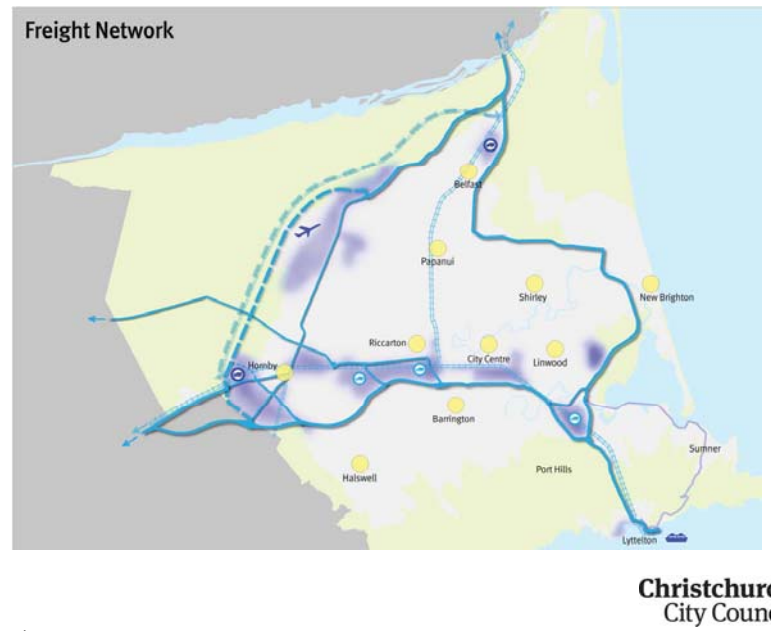 Freight Network
Belfast
Papanui
Shirley
New Brighton
Riccarton
City Centre
Linwood
Hornby
Barrington
Halswell
Port Hills
Sumner
Lyttelton
Christchurc
City Counc